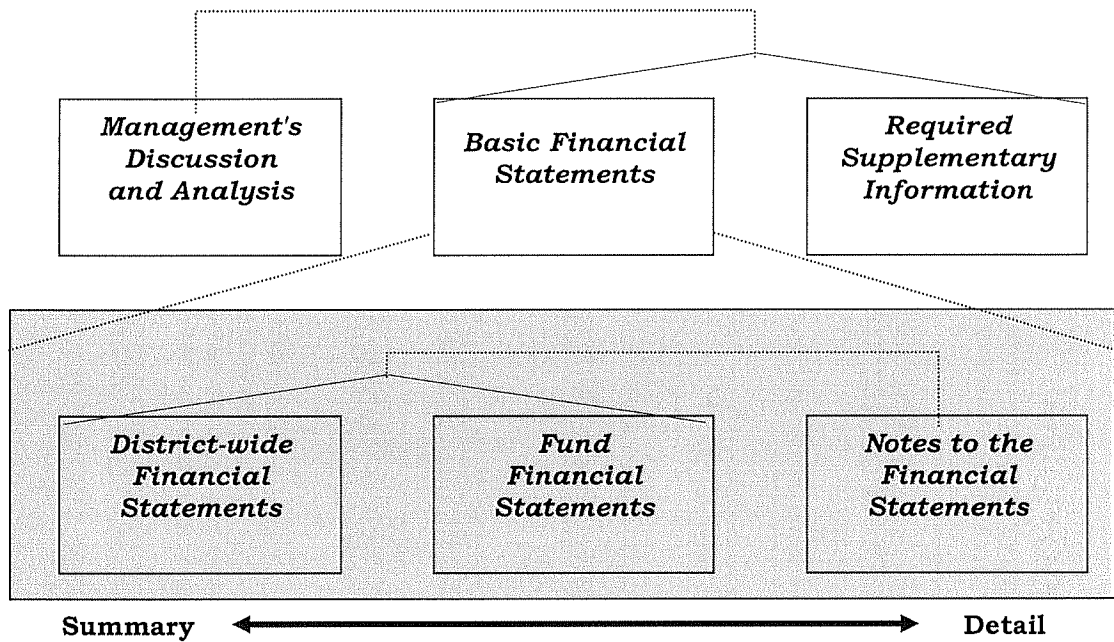 Management's
Discussion
and Analysis
Basic Financial
Statements
Required
Supplementary
Information
District-wide
Financial
Statements
Fund
Financial
Statements
Notes to the
Financial
Statements
Summary
Detail